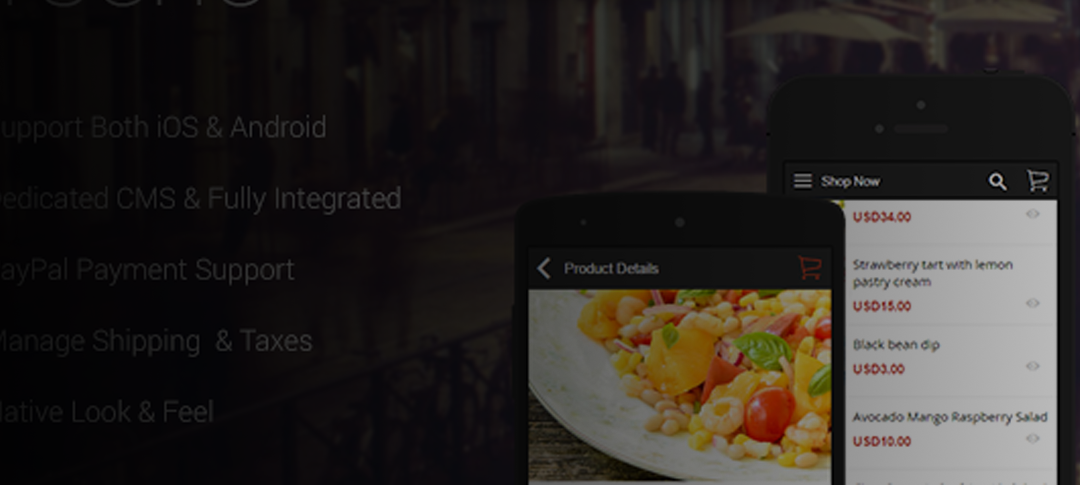 upport Both iOS & Android
edicated CMS & Fully Integrated
ayPal Payment Support
Manage Shipping & Taxes
Native Look & Feel
Product Details
Shop Now
USD34.00
Strawberry tart with lemon
pastry cream
USD15.00
Black bean dip
USD3.00
Avocado Mango Raspberry Salad
USD10.00